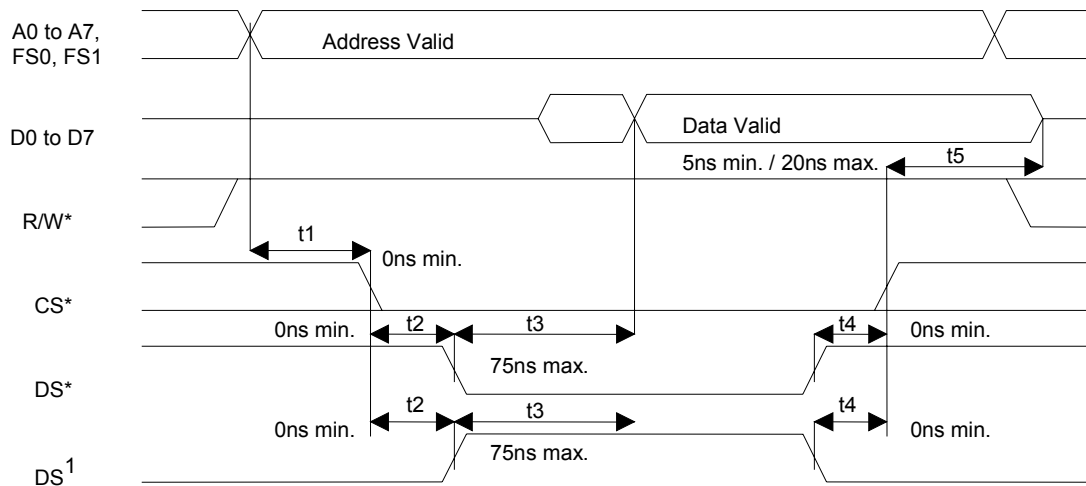 A0 to A7,
FS0, FS1
Address Valid
D0 to D7
Data Valid
5ns min. / 20ns max.
t5
R/W*
t1
0ns min.
CS*
0ns min.
t2
t3
t4
0ns min.
75ns max.
DS*
0ns min.
t2
t3
t4
0ns min.
75ns max.
DS1